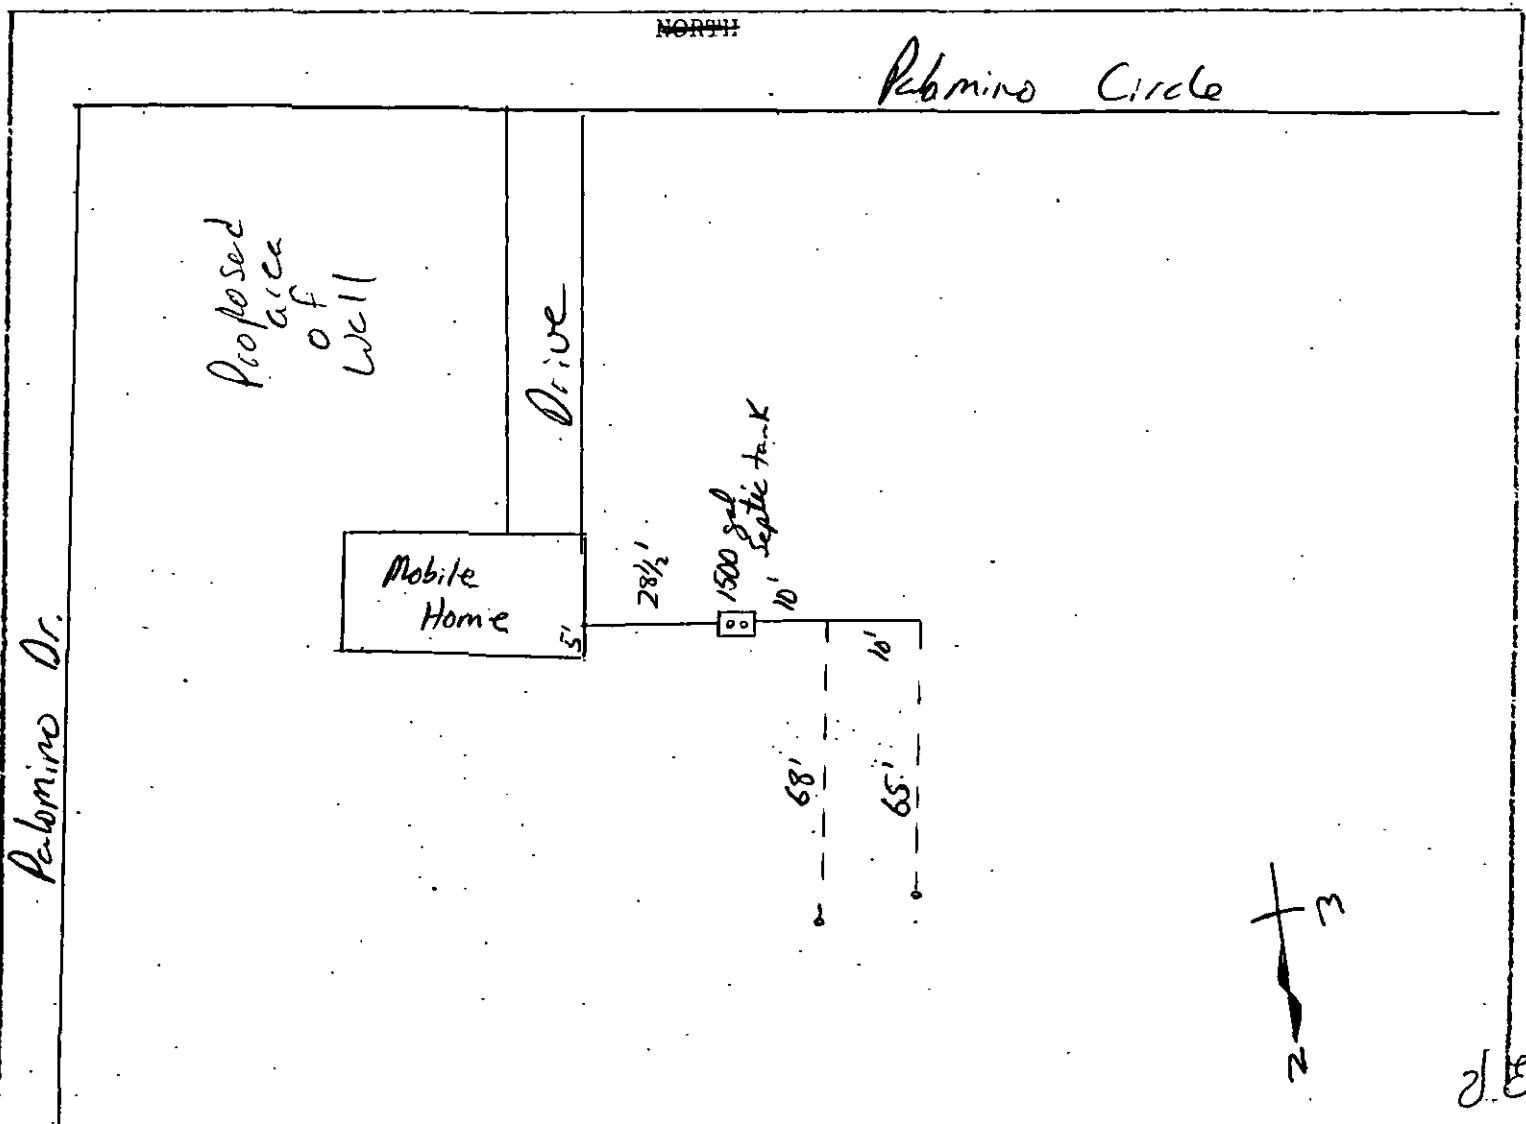 NORTH
Palomino Circle
Proposed
area
of
Well
Drive
Mobile
Home
5'
28½'
1500 gal
septic tank
10'
10'
68'
65'
Palomino Dr.
N